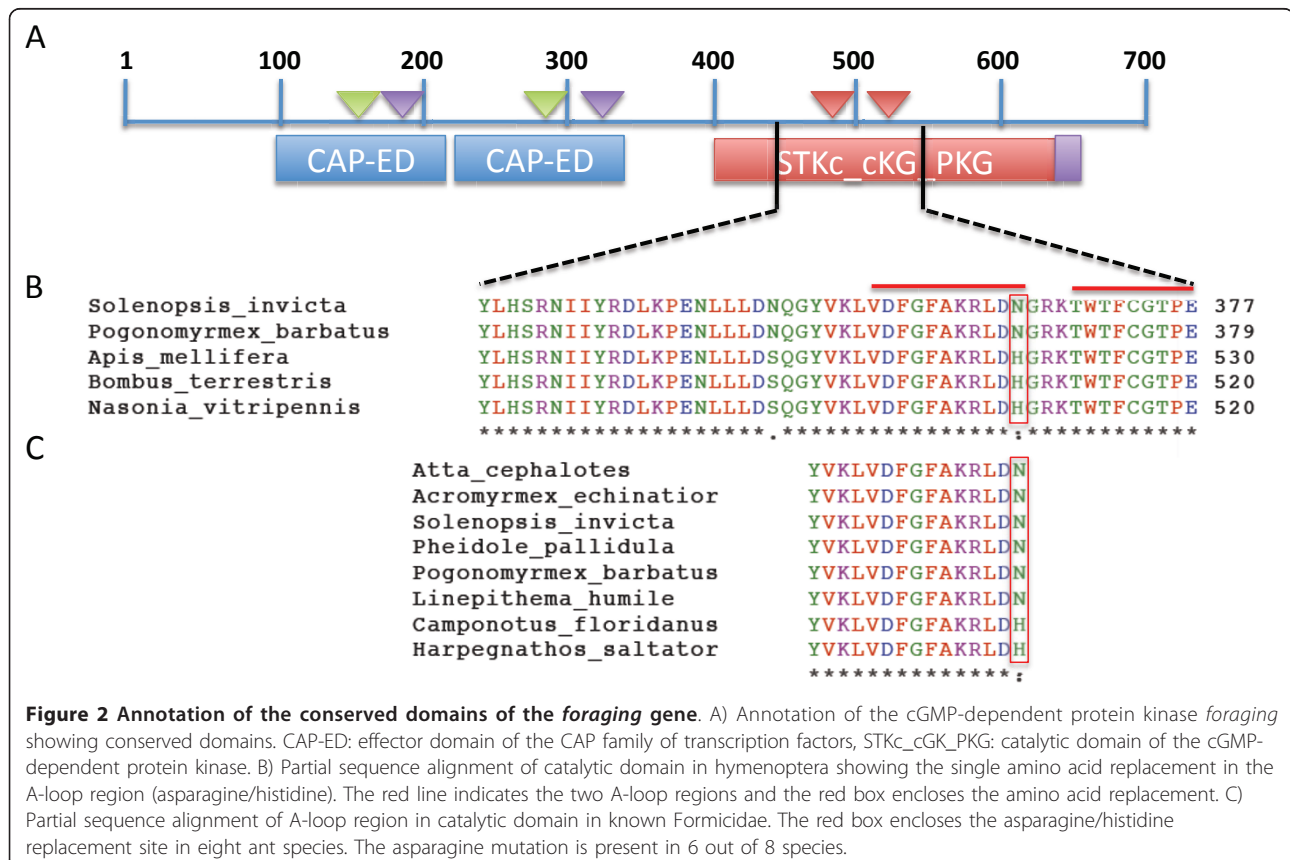 A
1 100 200 300 400 500 600 700
CAP-ED CAP-ED STKc_cKG_PKG
B
Solenopsis_invicta YLHSRNIIYRDLKPENLLLDNQGYVKLVDFGFAKRLDNGRKTWTFCGTPE 377
Pogonomyrmex_barbatus YLHSRNIIYRDLKPENLLLDNQGYVKLVDFGFAKRLDNGRKTWTFCGTPE 379
Apis_mellifera YLHSRNIIYRDLKPENLLLDSQGYVKLVDFGFAKRLDHGRKTWTFCGTPE 530
Bombus_terrestris YLHSRNIIYRDLKPENLLLDSQGYVKLVDFGFAKRLDHGRKTWTFCGTPE 520
Nasonia_vitripennis YLHSRNIIYRDLKPENLLLDSQGYVKLVDFGFAKRLDHGRKTWTFCGTPE 520
********************.****************:************
C
Atta_cephalotes YVKLVDFGFAKRLDN
Acromyrmex_echinatior YVKLVDFGFAKRLDN
Solenopsis_invicta YVKLVDFGFAKRLDN
Pheidole_pallidula YVKLVDFGFAKRLDN
Pogonomyrmex_barbatus YVKLVDFGFAKRLDN
Linepithema_humile YVKLVDFGFAKRLDN
Camponotus_floridanus YVKLVDFGFAKRLDH
Harpegnathos_saltator YVKLVDFGFAKRLDH
**************:
Figure 2 Annotation of the conserved domains of the foraging gene. A) Annotation of the cGMP-dependent protein kinase foraging
showing conserved domains. CAP-ED: effector domain of the CAP family of transcription factors, STKc_cGK_PKG: catalytic domain of the cGMP-
dependent protein kinase. B) Partial sequence alignment of catalytic domain in hymenoptera showing the single amino acid replacement in the
A-loop region (asparagine/histidine). The red line indicates the two A-loop regions and the red box encloses the amino acid replacement. C)
Partial sequence alignment of A-loop region in catalytic domain in known Formicidae. The red box encloses the asparagine/histidine
replacement site in eight ant species. The asparagine mutation is present in 6 out of 8 species.